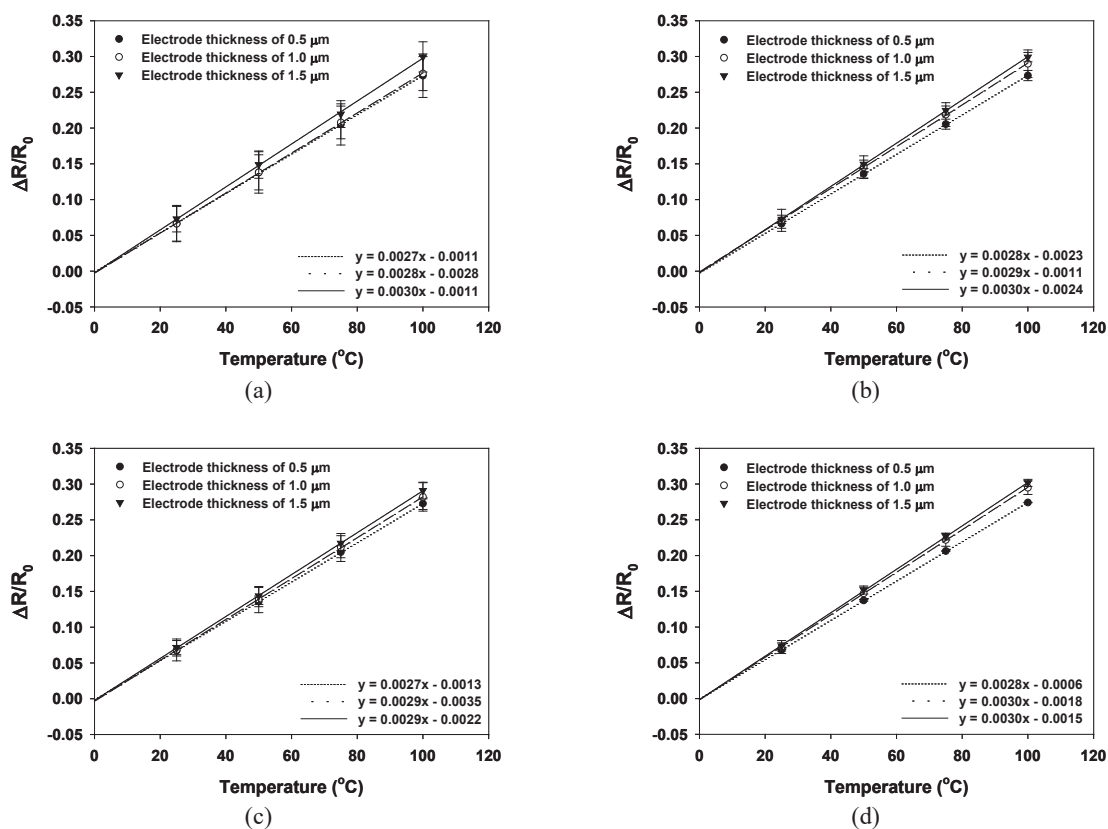 0.35
0.30
0.25
0.20
0.15
0.10
0.05
0.00
-0.05
ΔR/R0
Electrode thickness of 0.5 μm
Electrode thickness of 1.0 μm
Electrode thickness of 1.5 μm
y = 0.0027x - 0.0011
y = 0.0028x - 0.0028
y = 0.0030x - 0.0011
0 20 40 60 80 100 120
Temperature (oC)
(a)
0.35
0.30
0.25
0.20
0.15
0.10
0.05
0.00
-0.05
ΔR/R0
Electrode thickness of 0.5 μm
Electrode thickness of 1.0 μm
Electrode thickness of 1.5 μm
y = 0.0028x - 0.0023
y = 0.0029x - 0.0011
y = 0.0030x - 0.0024
0 20 40 60 80 100 120
Temperature (oC)
(b)
0.35
0.30
0.25
0.20
0.15
0.10
0.05
0.00
-0.05
ΔR/R0
Electrode thickness of 0.5 μm
Electrode thickness of 1.0 μm
Electrode thickness of 1.5 μm
y = 0.0027x - 0.0013
y = 0.0029x - 0.0035
y = 0.0029x - 0.0022
0 20 40 60 80 100 120
Temperature (oC)
(c)
0.35
0.30
0.25
0.20
0.15
0.10
0.05
0.00
-0.05
ΔR/R0
Electrode thickness of 0.5 μm
Electrode thickness of 1.0 μm
Electrode thickness of 1.5 μm
y = 0.0028x - 0.0006
y = 0.0030x - 0.0018
y = 0.0030x - 0.0015
0 20 40 60 80 100 120
Temperature (oC)
(d)